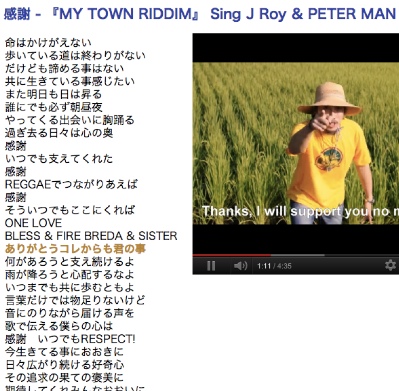 感謝 - 『MY TOWN RIDDIM』 Sing J Roy & PETER MAN
命はかけがえない
歩いている道は終わりがない
だけども諦める事はない
共に生きている事感じたい
また明日も日は昇る
誰にでも必ず朝昼夜
やってくる出会いに胸踊る
過ぎ去る日々は心の奥
感謝
いつでも支えてくれた
感謝
REGGAEでつながりあえば
感謝
そういつでもここにくれば
ONE LOVE
BLESS & FIRE BREDA & SISTER
ありがとうコレからも君の事
何があろうと支え続けるよ
雨が降ろうと心配するなよ
いつまでも共に歩むともよ
言葉だけでは物足りないけど
音にのりながら届ける声を
歌で伝える僕らの心は
感謝 いつでもRESPECT!
今生きてる事におおきに
日々広がり続ける好奇心
その追求の果ての褒美に
期待してくれみんなおおいに
Thanks, I will support you no m
1:11 / 4:35